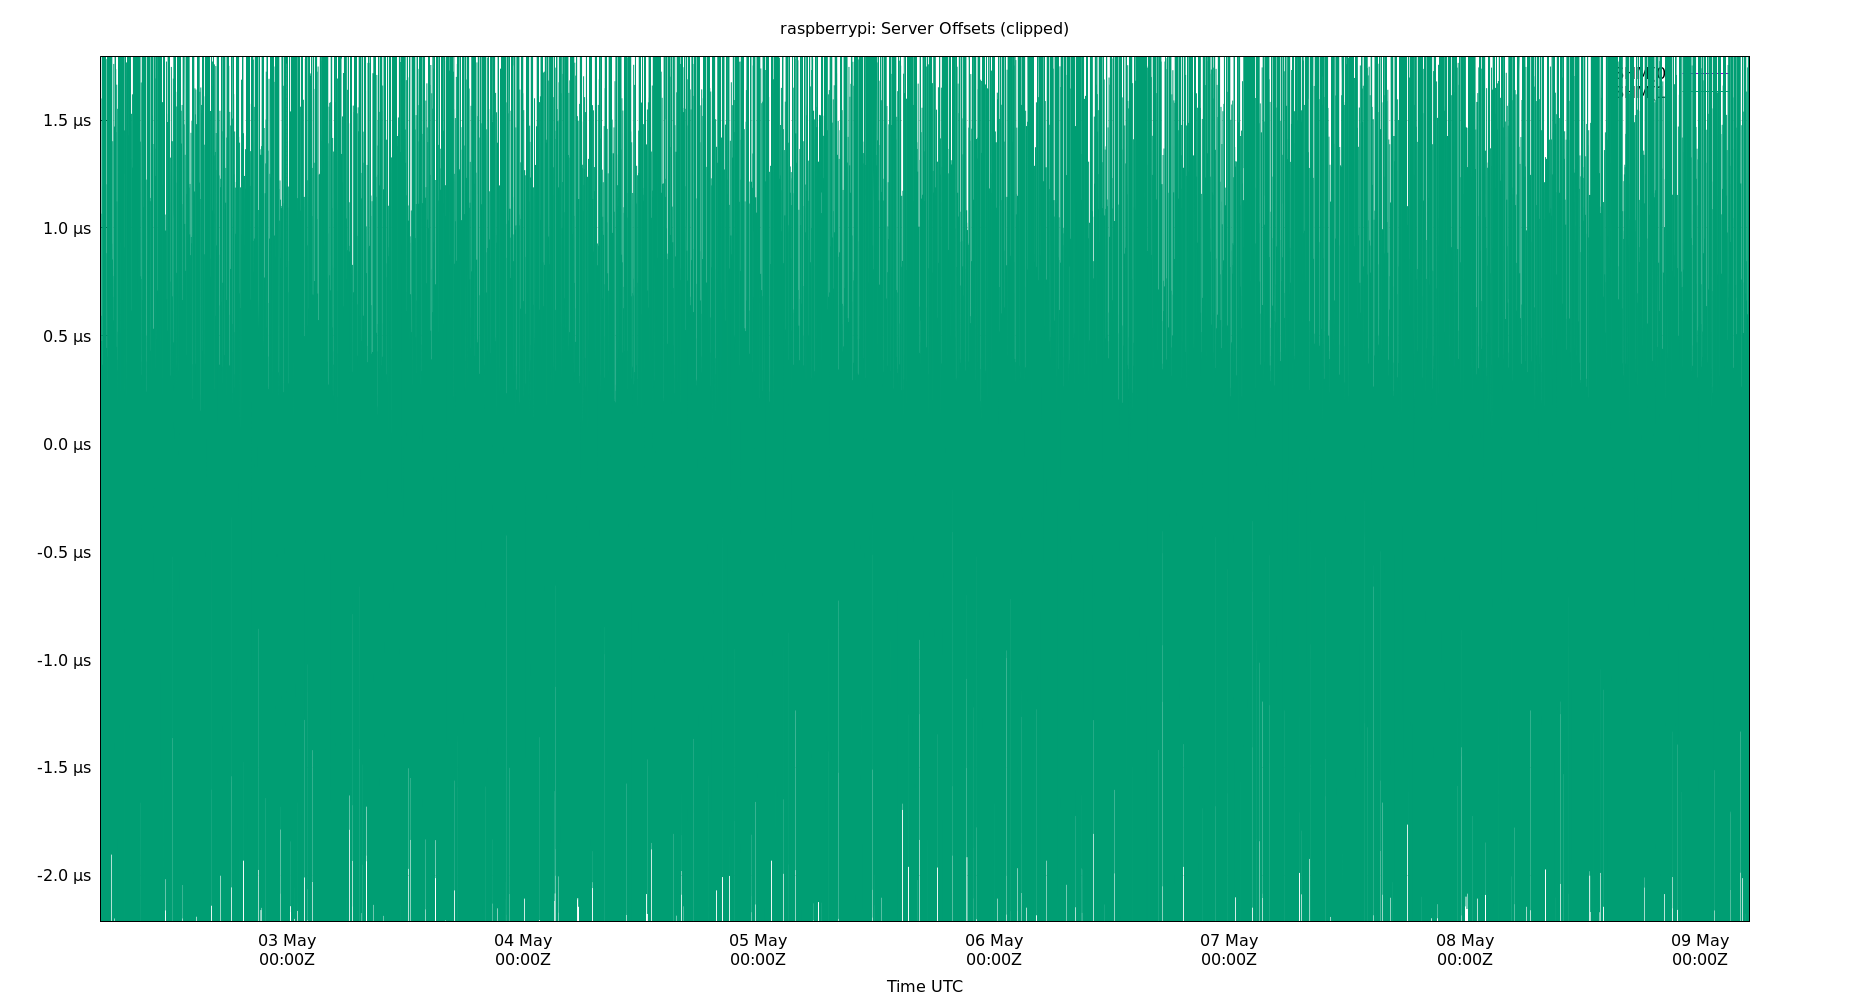 raspberrypi: Server Offsets (clipped)
1.5 µs
1.0 µs
0.5 µs
0.0 µs
-0.5 µs
-1.0 µs
-1.5 µs
-2.0 µs
03 May
00:00Z
04 May
00:00Z
05 May
00:00Z
06 May
00:00Z
07 May
00:00Z
08 May
00:00Z
09 May
00:00Z
Time UTC